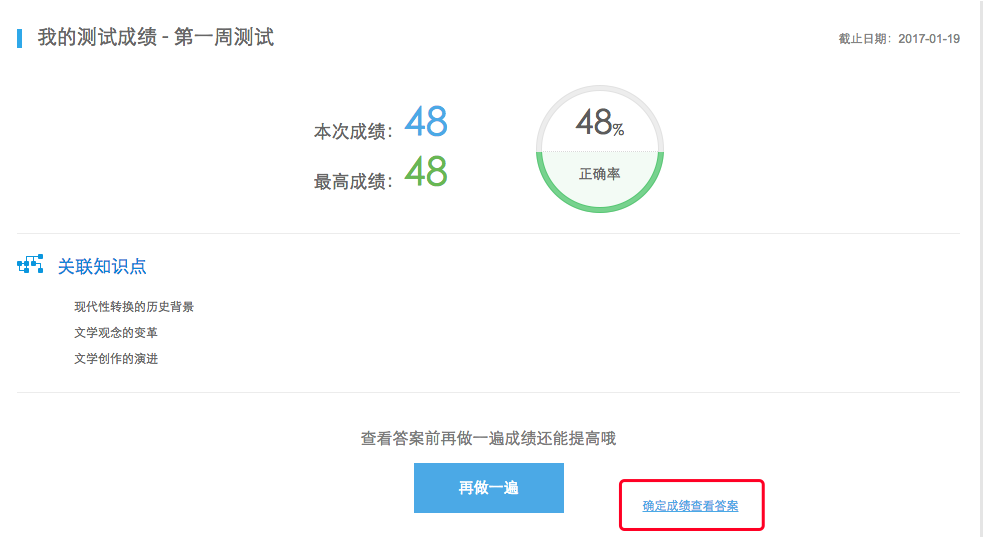 我的测试成绩 - 第一周测试
截止日期：2017-01-19
本次成绩：48
最高成绩：48
48%
正确率
关联知识点
现代性转换的历史背景
文学观念的变革
文学创作的演进
查看答案前再做一遍成绩还能提高哦
再做一遍
确定成绩查看答案